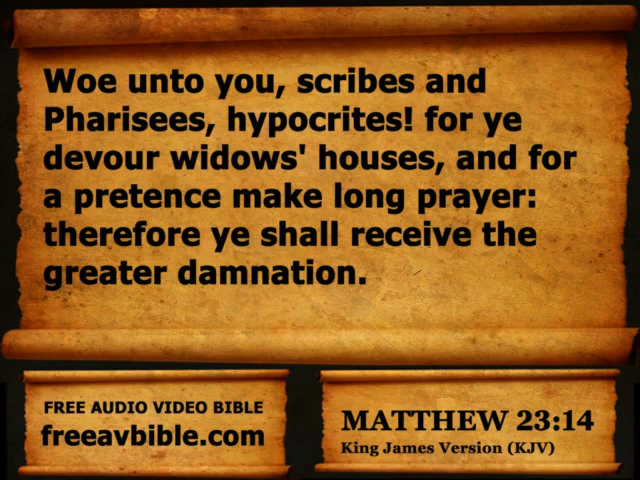 Woe unto you, scribes and
Pharisees, hypocrites! for ye
devour widows' houses, and for
a pretence make long prayer:
therefore ye shall receive the
greater damnation.
FREE AUDIO VIDEO BIBLE
freeavbible.com
MATTHEW 23:14
King James Version (KJV)